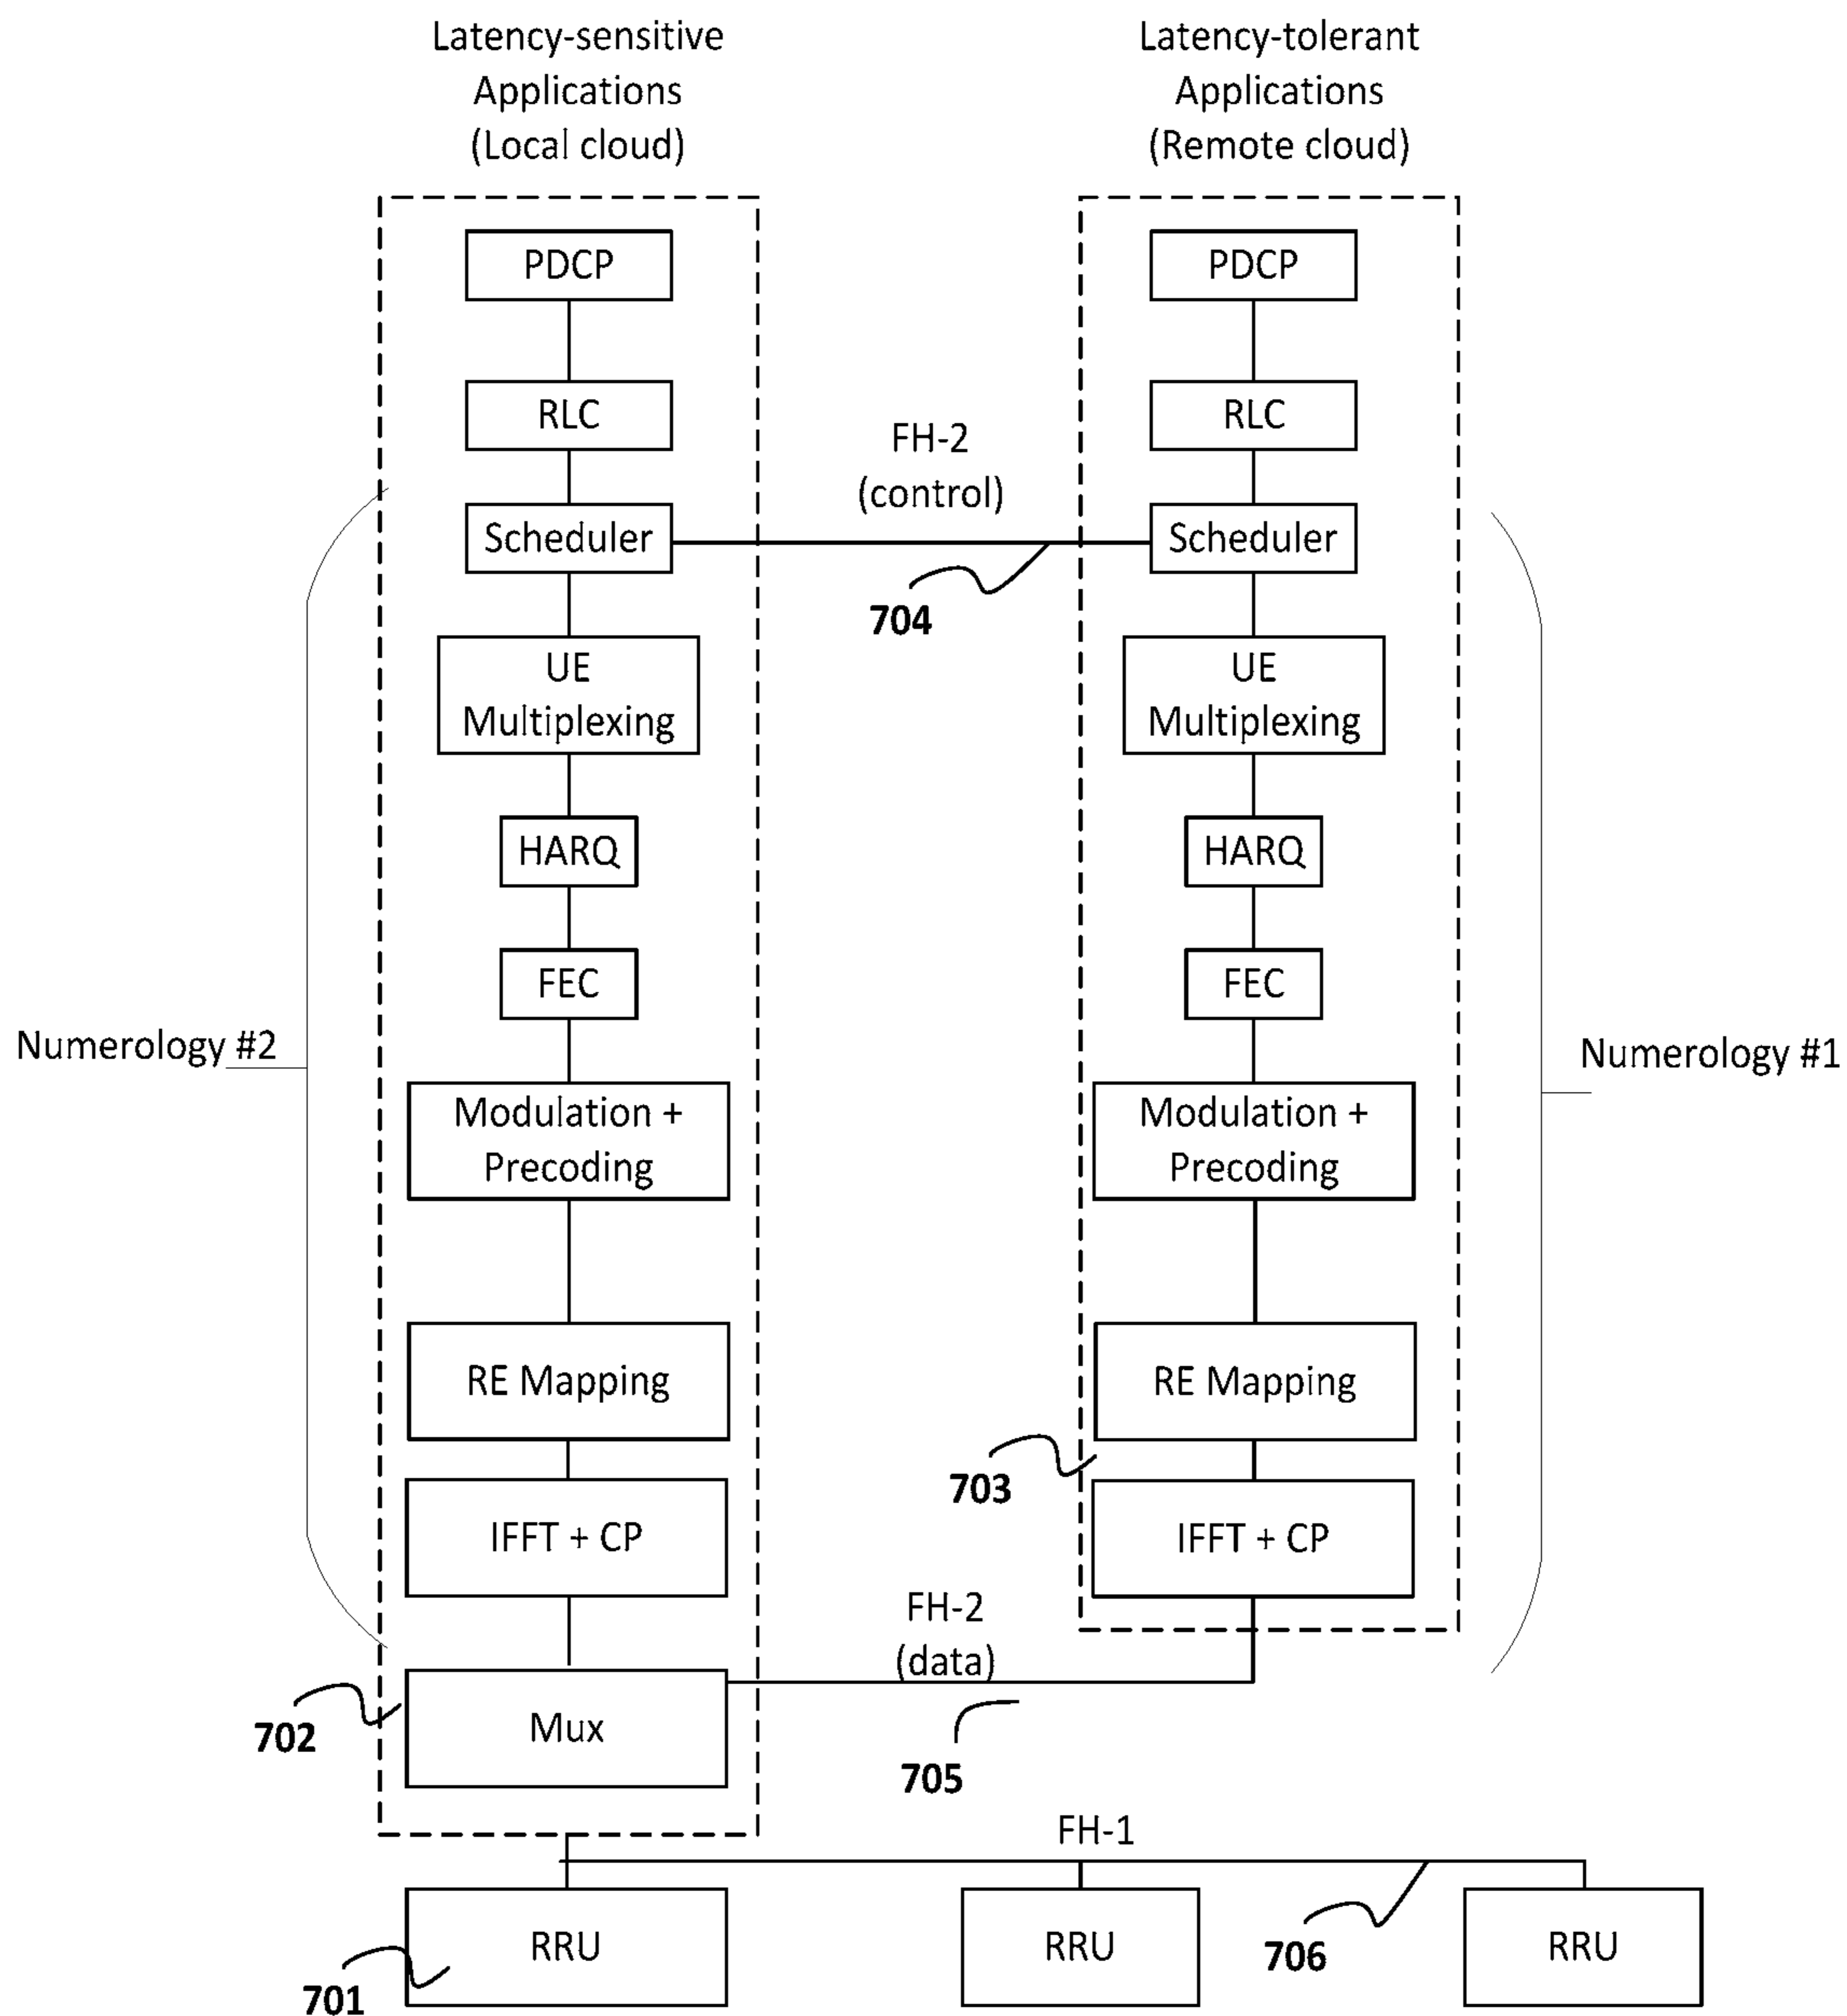 Latency-sensitive
Applications
(Local cloud)
Latency-tolerant
Applications
(Remote cloud)
PDCP
PDCP
RLC
RLC
FH-2
(control)
Scheduler
Scheduler
704
UE
Multiplexing
UE
Multiplexing
HARQ
HARQ
FEC
FEC
Numerology #2
Numerology #1
Modulation +
Precoding
Modulation +
Precoding
RE Mapping
RE Mapping
703
IFFT + CP
IFFT + CP
FH-2
(data)
702
Mux
705
FH-1
RRU
RRU
706
RRU
701